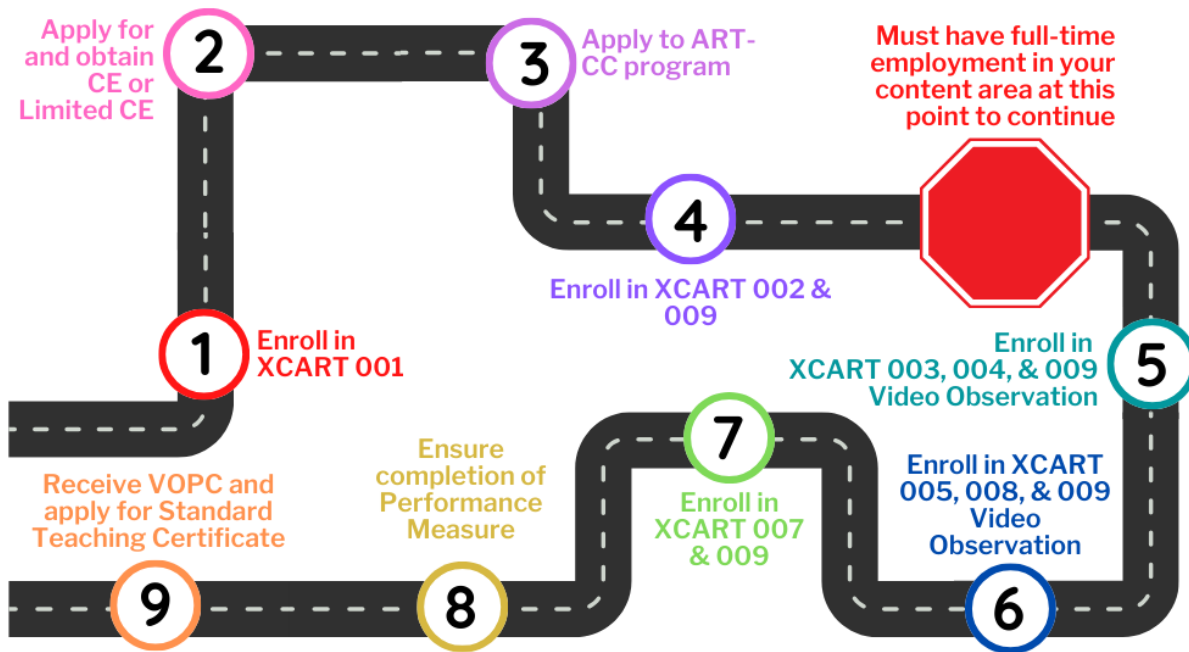 1
Enroll in
XCART 001
2
Apply for
and obtain
CE or
Limited CE
3
Apply to ART-
CC program
4
Enroll in XCART 002 &
009
Must have full-time
employment in your
content area at this
point to continue
5
Enroll in
XCART 003, 004, & 009
Video Observation
6
Enroll in XCART
005, 008, & 009
Video
Observation
7
Enroll in
XCART 007
& 009
8
Ensure
completion of
Performance
Measure
9
Receive VOPC and
apply for Standard
Teaching Certificate